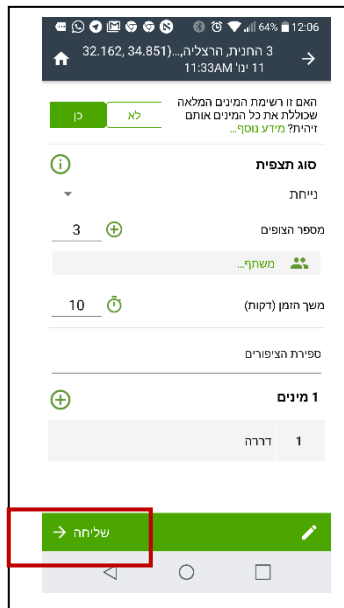 64% 12:06
3 החנית, הרצליה,...(34.851, 32.162
11 ינו' 11:33AM
האם זו רשימת המינים המלאה
שכוללת את כל המינים אותם
זיהית? מידע נוסף...
לא
כן
סוג תצפית
נייחת
מספר הצופים
3
משתף...
משך הזמן (דקות)
10
ספירת הציפורים
1 מינים
1 דררה
שליחה